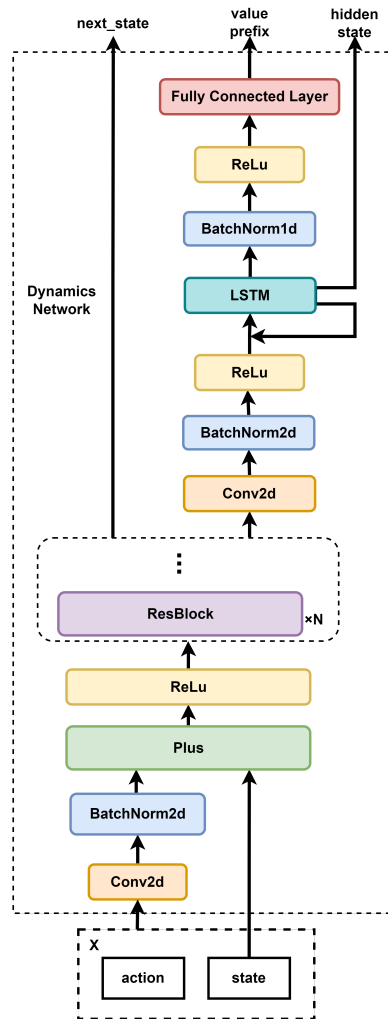 next_state
value
prefix
hidden
state
Fully Connected Layer
ReLu
BatchNorm1d
Dynamics
Network
LSTM
ReLu
BatchNorm2d
Conv2d
...
ResBlock
×N
ReLu
Plus
BatchNorm2d
Conv2d
X
action
state